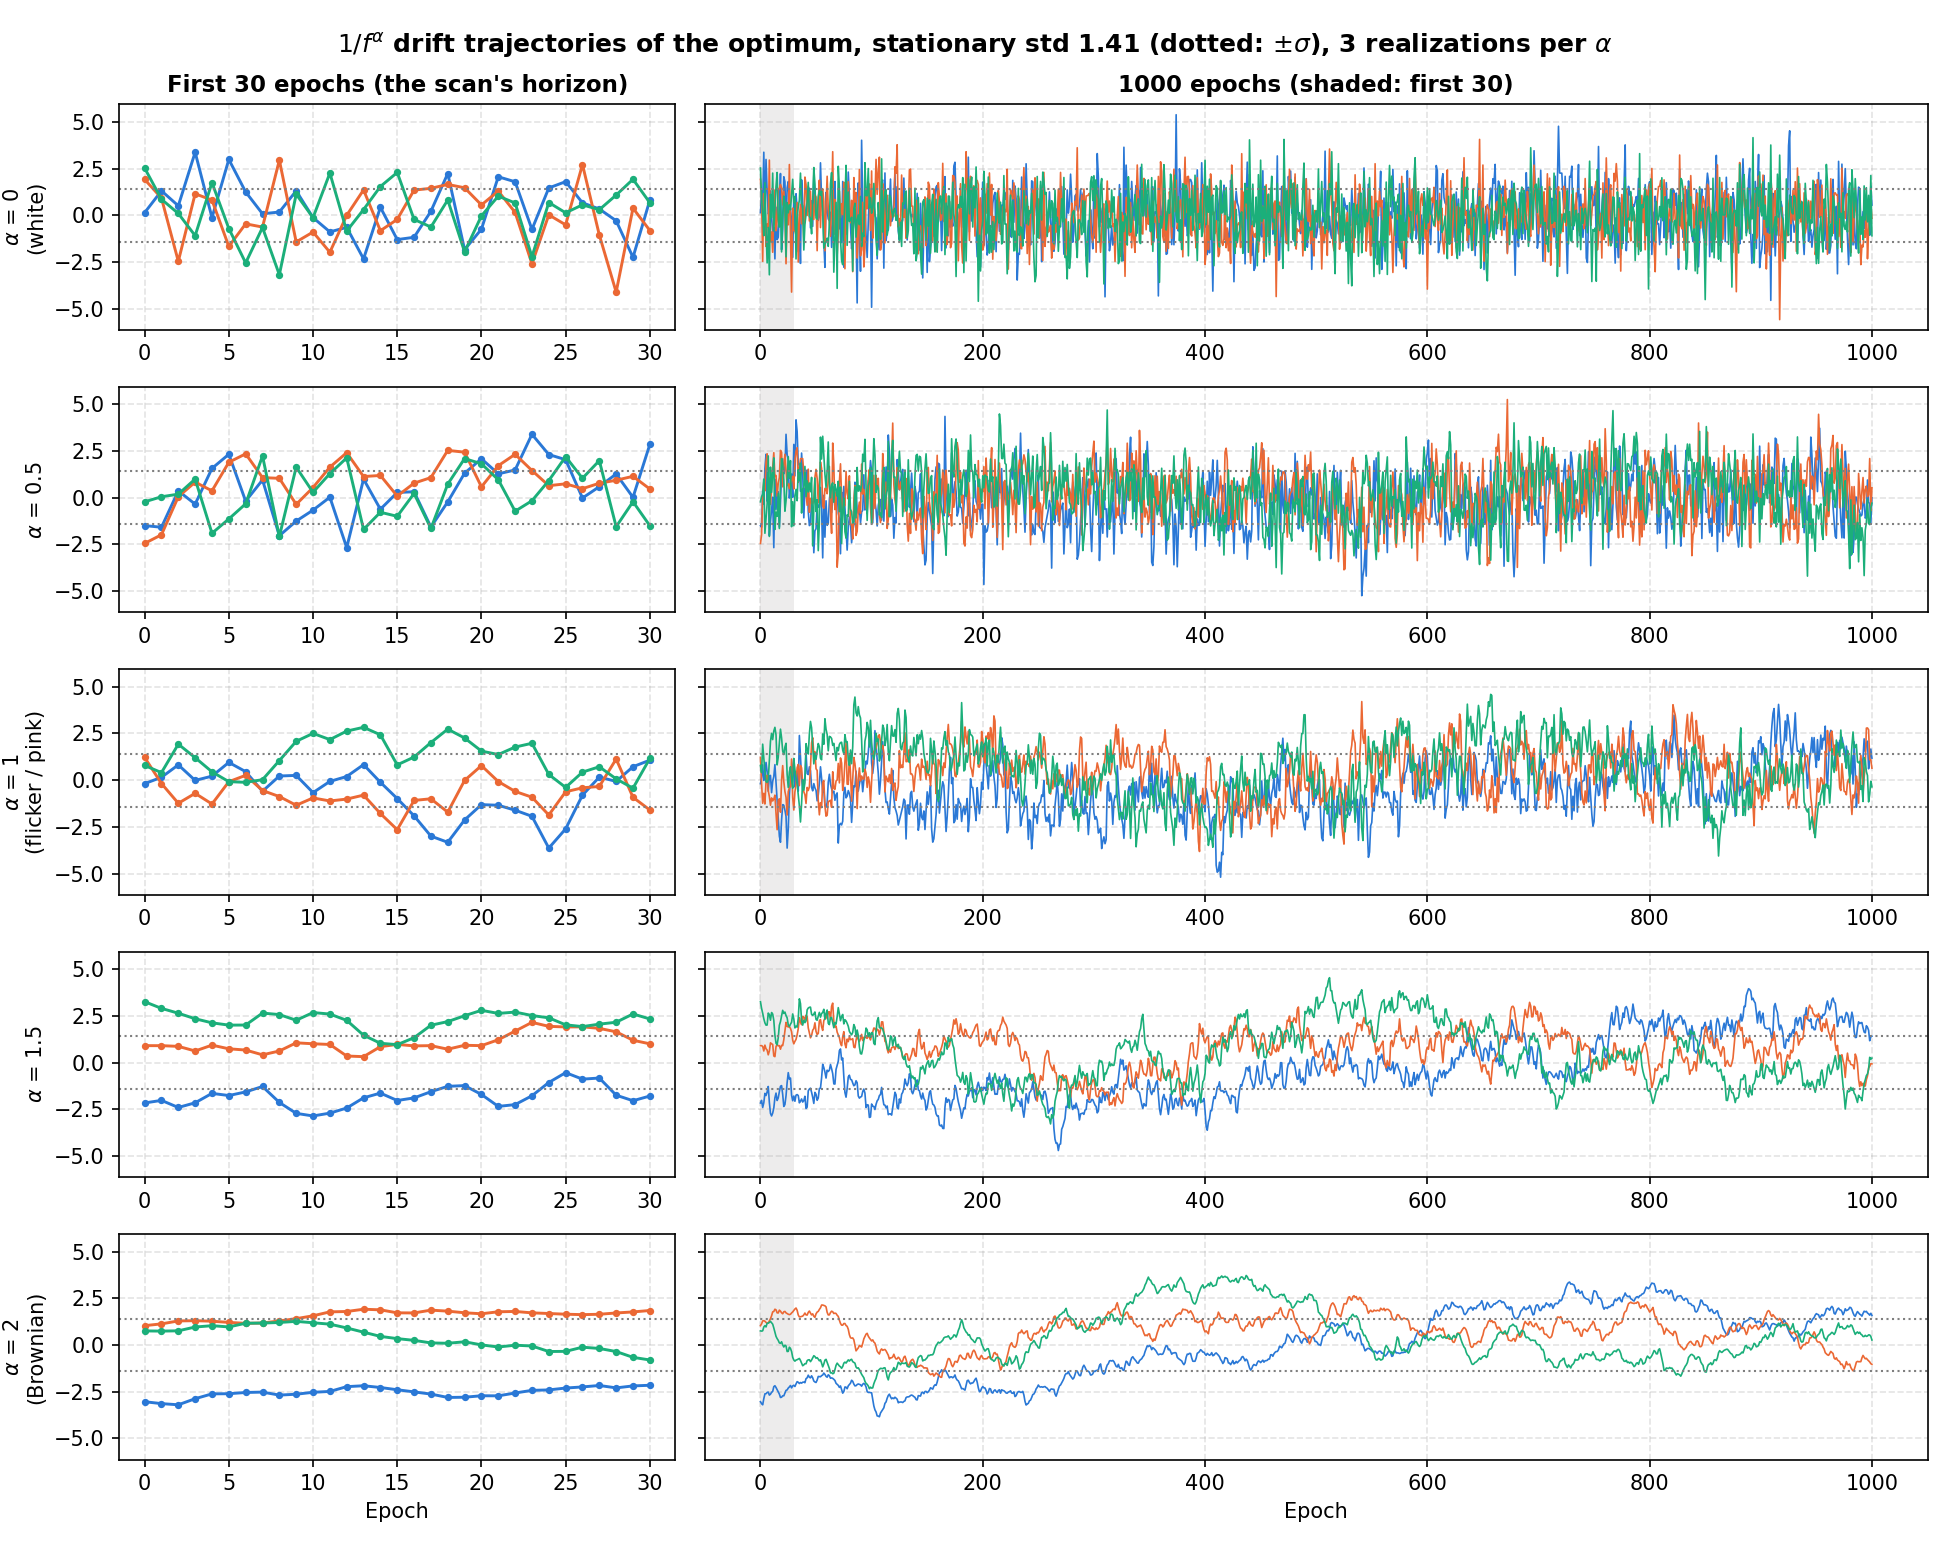 1/f^α drift trajectories of the optimum, stationary std 1.41 (dotted: ±σ), 3 realizations per α
First 30 epochs (the scan's horizon)
1000 epochs (shaded: first 30)
α = 0
(white)
5.0
2.5
0.0
−2.5
−5.0
0 5 10 15 20 25 30
0 200 400 600 800 1000
α = 0.5
5.0
2.5
0.0
−2.5
−5.0
0 5 10 15 20 25 30
0 200 400 600 800 1000
α = 1
(flicker / pink)
5.0
2.5
0.0
−2.5
−5.0
0 5 10 15 20 25 30
0 200 400 600 800 1000
α = 1.5
5.0
2.5
0.0
−2.5
−5.0
0 5 10 15 20 25 30
0 200 400 600 800 1000
α = 2
(Brownian)
5.0
2.5
0.0
−2.5
−5.0
0 5 10 15 20 25 30
0 200 400 600 800 1000
Epoch
Epoch